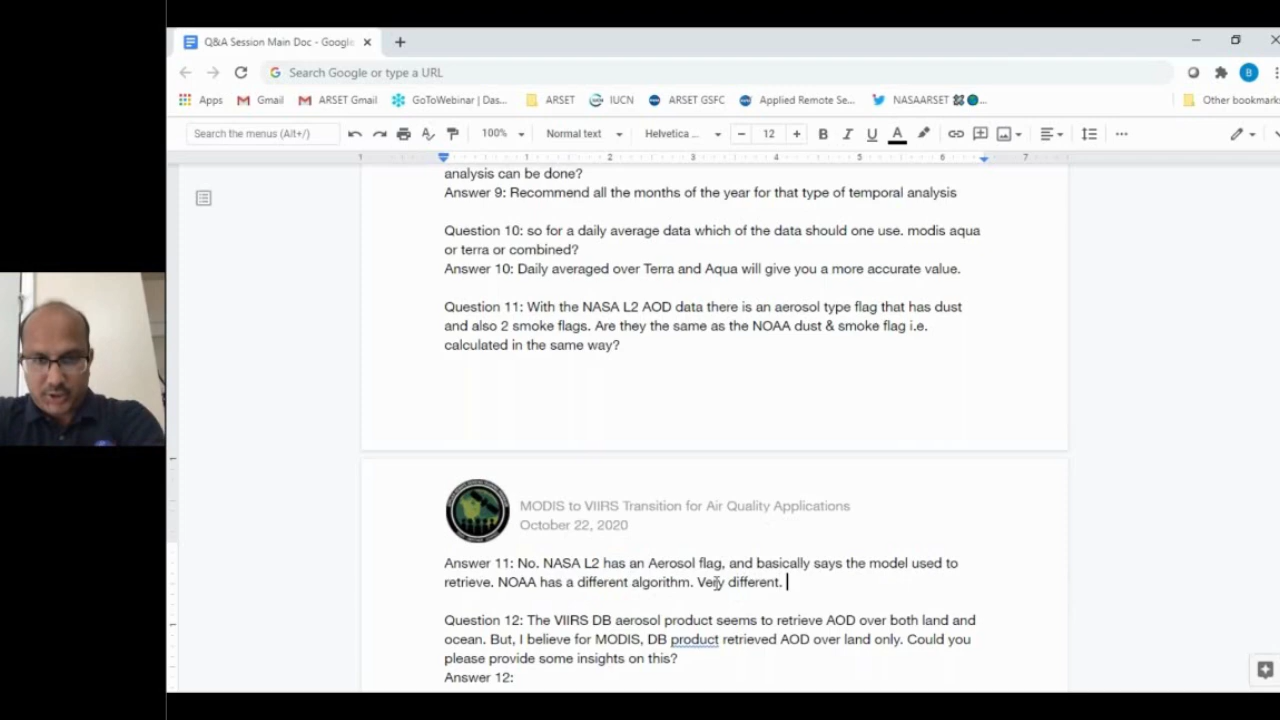 Q&A Session Main Doc - Google
Search Google or type a URL
Apps Gmail ARSET Gmail GoToWebinar | Das... ARSET IUCN ARSET GSFC Applied Remote Se... NASAARSET Other bookmarks
Search the menus (Alt+/) 100% Normal text Helvetica ... 12 B I U A
1 1 2 3 4 5 6 7
analysis can be done?
Answer 9: Recommend all the months of the year for that type of temporal analysis
Question 10: so for a daily average data which of the data should one use. modis aqua
or terra or combined?
Answer 10: Daily averaged over Terra and Aqua will give you a more accurate value.
Question 11: With the NASA L2 AOD data there is an aerosol type flag that has dust
and also 2 smoke flags. Are they the same as the NOAA dust & smoke flag i.e.
calculated in the same way?
MODIS to VIIRS Transition for Air Quality Applications
October 22, 2020
Answer 11: No. NASA L2 has an Aerosol flag, and basically says the model used to
retrieve. NOAA has a different algorithm. Very different.
Question 12: The VIIRS DB aerosol product seems to retrieve AOD over both land and
ocean. But, I believe for MODIS, DB product retrieved AOD over land only. Could you
please provide some insights on this?
Answer 12: